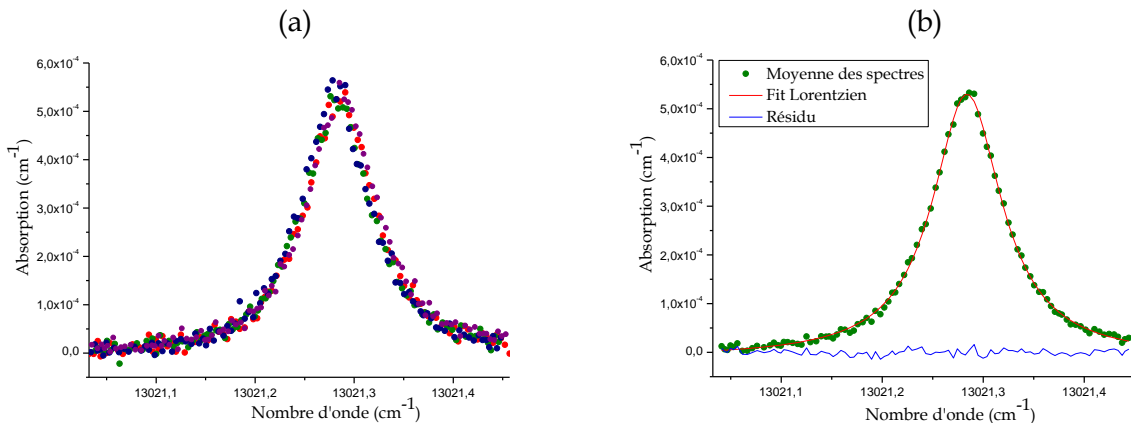 (a)
6,0x10⁻⁴
5,0x10⁻⁴
4,0x10⁻⁴
3,0x10⁻⁴
2,0x10⁻⁴
1,0x10⁻⁴
0,0
Absorption (cm⁻¹)
13021,1 13021,2 13021,3 13021,4
Nombre d'onde (cm⁻¹)
(b)
Moyenne des spectres
Fit Lorentzien
Résidu
6,0x10⁻⁴
5,0x10⁻⁴
4,0x10⁻⁴
3,0x10⁻⁴
2,0x10⁻⁴
1,0x10⁻⁴
0,0
Absorption (cm⁻¹)
13021,1 13021,2 13021,3 13021,4
Nombre d'onde (cm⁻¹)